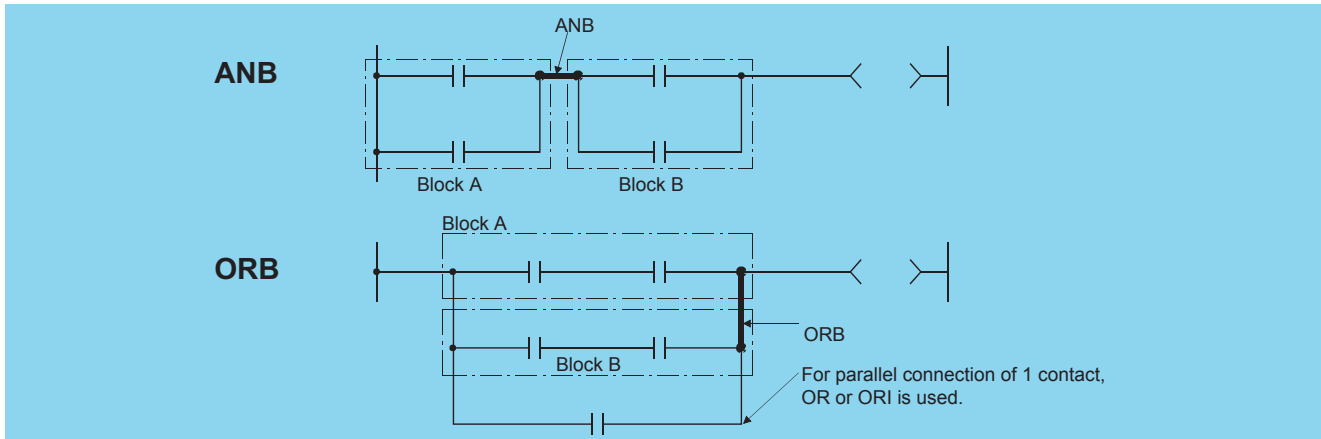 ANB
ANB
Block A
Block B
Block A
ORB
ORB
Block B
For parallel connection of 1 contact,
OR or ORI is used.